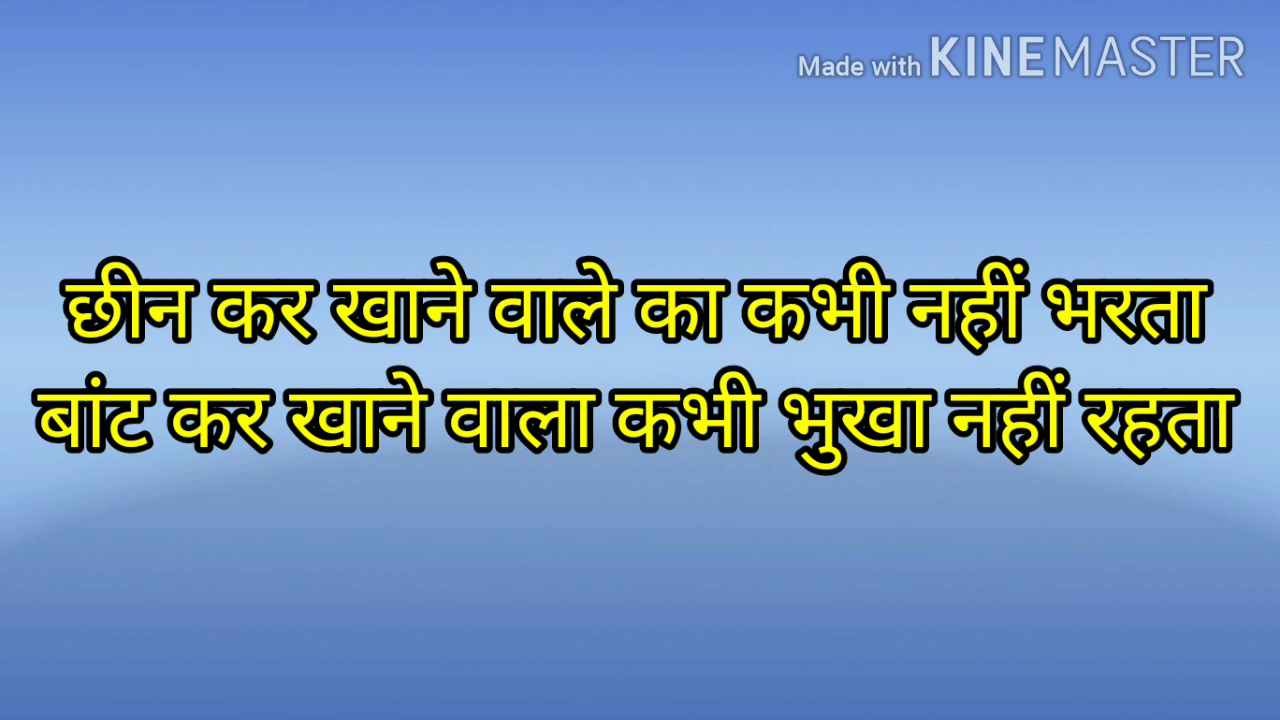 Made with KINEMASTER
छीन कर खाने वाले का कभी नहीं भरता
बांट कर खाने वाला कभी भुखा नहीं रहता